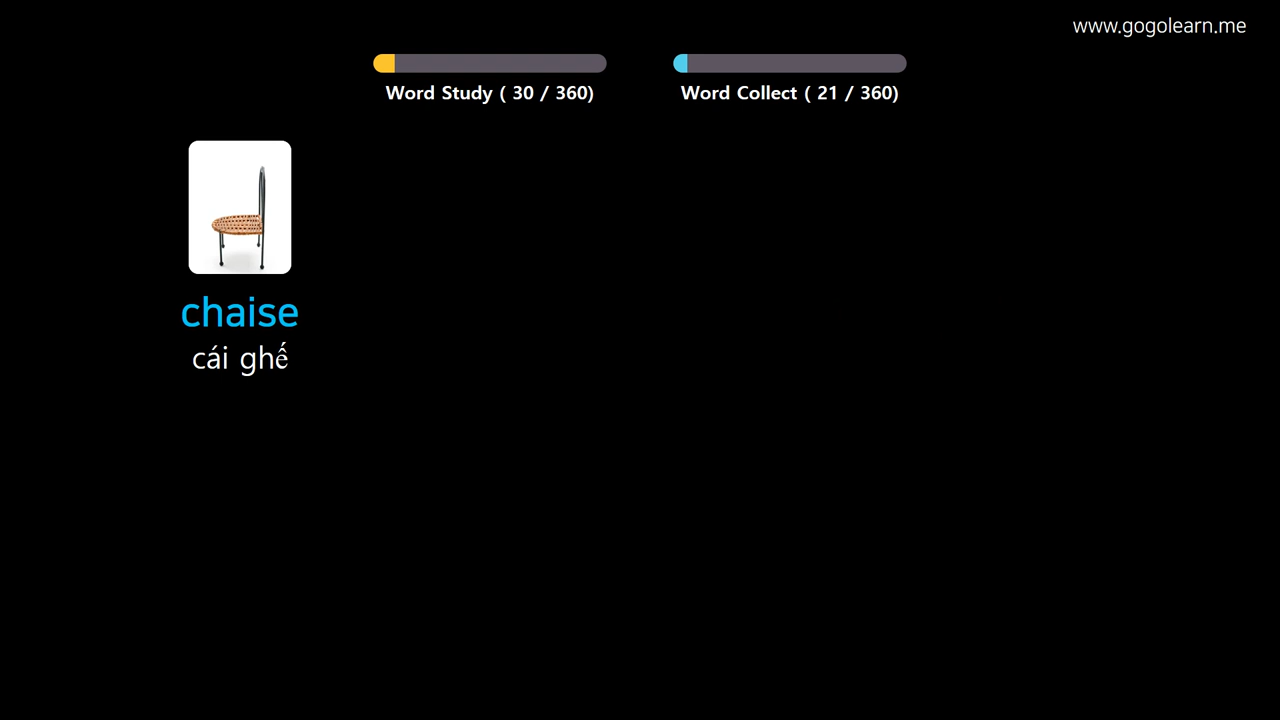 www.gogolearn.me
Word Study ( 30 / 360)
Word Collect ( 21 / 360)
chaise
cái ghế